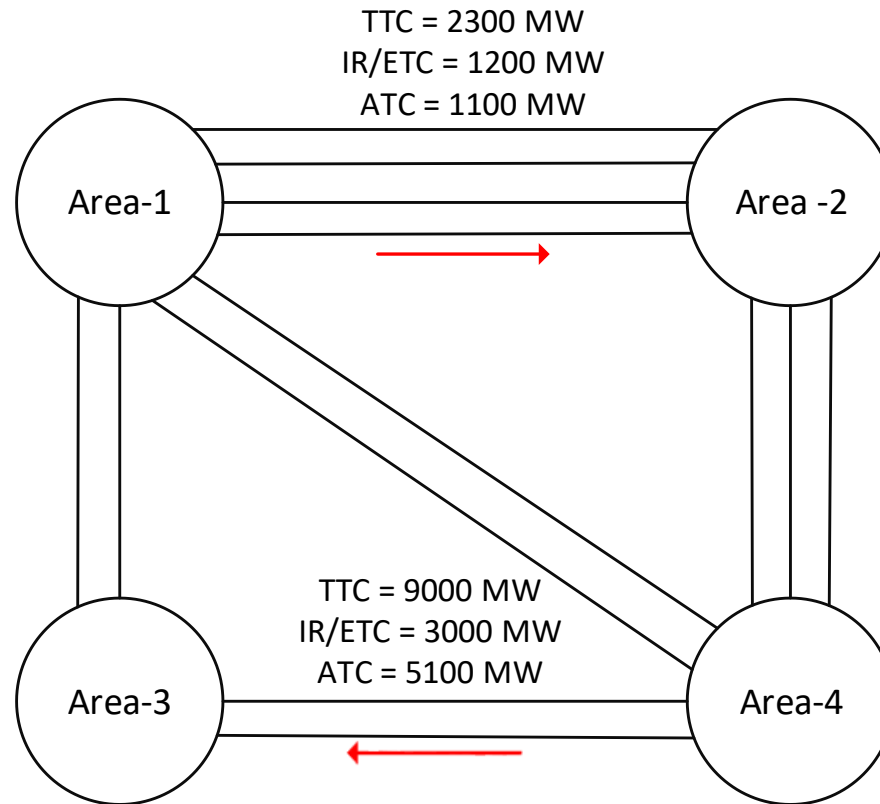 TTC = 2300 MW
IR/ETC = 1200 MW
ATC = 1100 MW
Area-1
Area -2
TTC = 9000 MW
IR/ETC = 3000 MW
ATC = 5100 MW
Area-3
Area-4